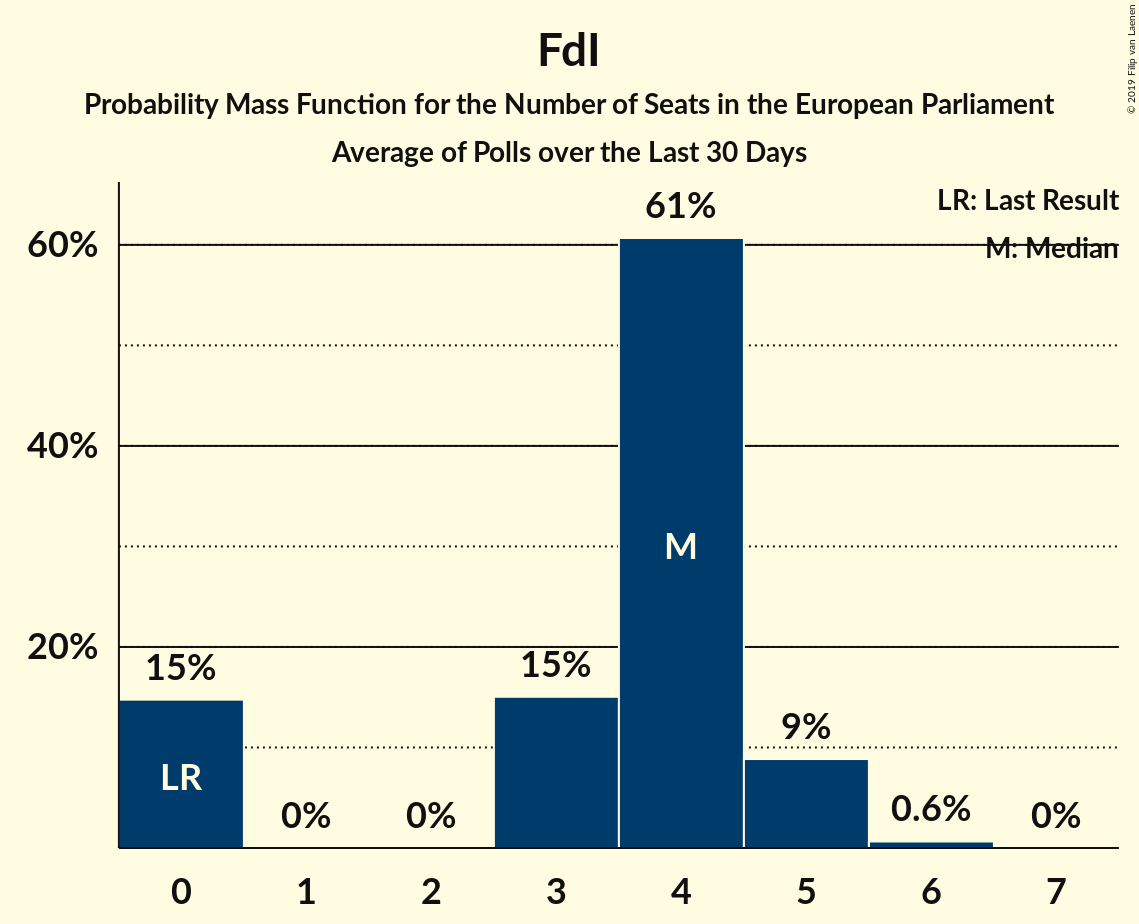 FdI
Probability Mass Function for the Number of Seats in the European Parliament
Average of Polls over the Last 30 Days
© 2019 Filip van Laenen
LR: Last Result
M: Median
60%
40%
20%
15%
0%
0%
15%
61%
9%
0.6%
0%
LR
M
0 1 2 3 4 5 6 7